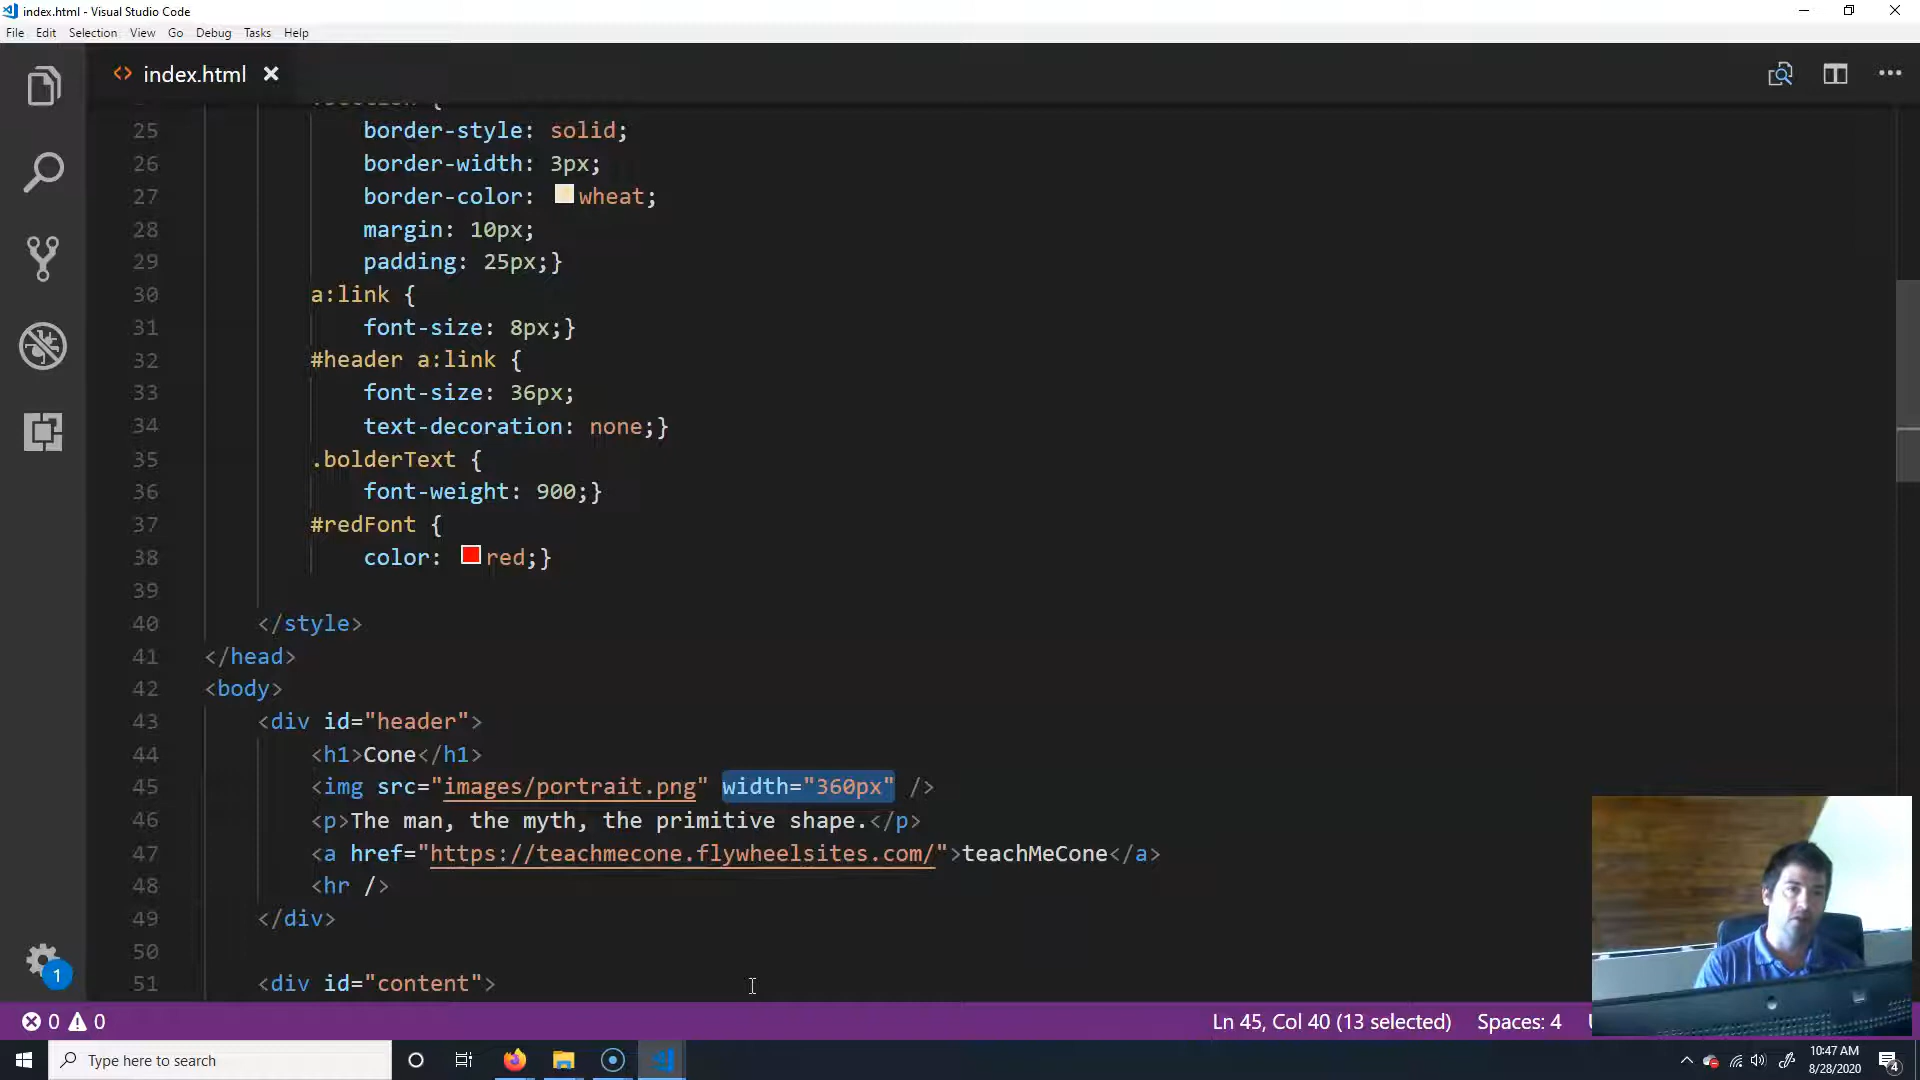 index.html - Visual Studio Code
File Edit Selection View Go Debug Tasks Help
<> index.html
25 border-style: solid;
26 border-width: 3px;
27 border-color: wheat;
28 margin: 10px;
29 padding: 25px;}
30 a:link {
31 font-size: 8px;}
32 #header a:link {
33 font-size: 36px;
34 text-decoration: none;}
35 .bolderText {
36 font-weight: 900;}
37 #redFont {
38 color: red;}
39
40 </style>
41 </head>
42 <body>
43 <div id="header">
44 <h1>Cone</h1>
45 <img src="images/portrait.png" width="360px" />
46 <p>The man, the myth, the primitive shape.</p>
47 <a href="https://teachmecone.flywheelsites.com/">teachMeCone</a>
48 <hr />
49 </div>
50
51 <div id="content">
1
0 0 Ln 45, Col 40 (13 selected) Spaces: 4
Type here to search
10:47 AM
8/28/2020
4